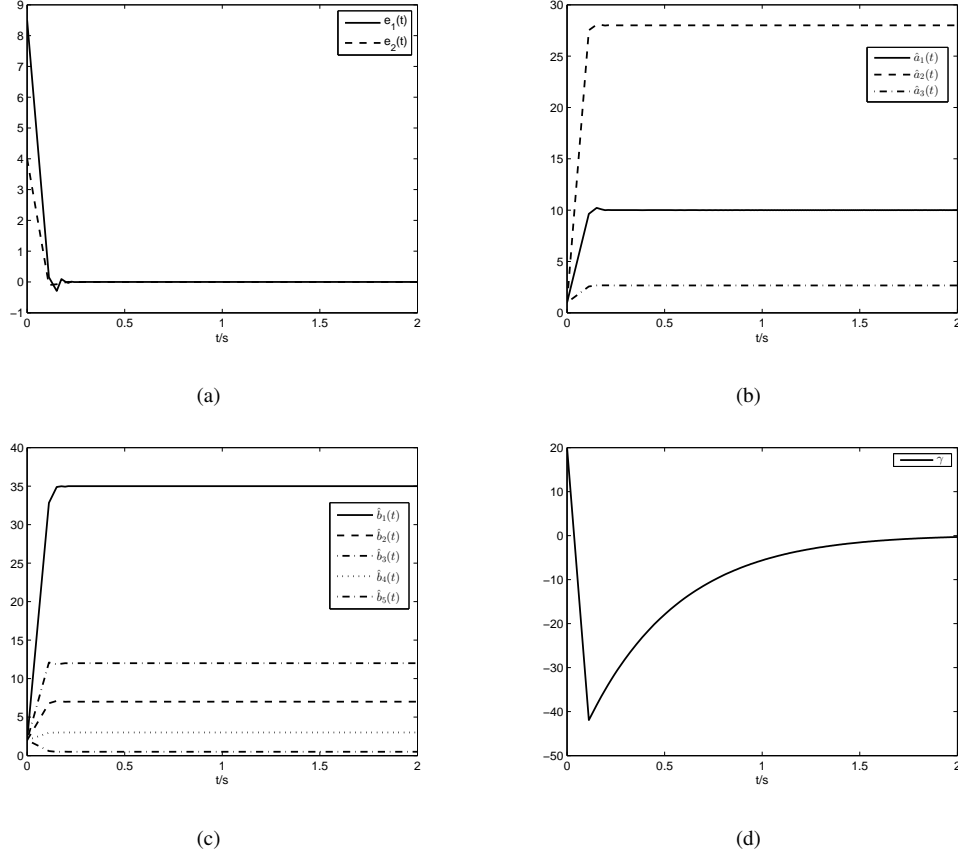 9
8
7
6
5
4
3
2
1
0
−1
0 0.5 1 1.5 2
t/s
e_1(t)
e_2(t)
(a)
30
25
20
15
10
5
0
0 0.5 1 1.5 2
t/s
â₁(t)
â₂(t)
â₃(t)
(b)
40
35
30
25
20
15
10
5
0
0 0.5 1 1.5 2
t/s
b̂₁(t)
b̂₂(t)
b̂₃(t)
b̂₄(t)
b̂₅(t)
(c)
20
10
0
−10
−20
−30
−40
−50
0 0.5 1 1.5 2
t/s
γ
(d)